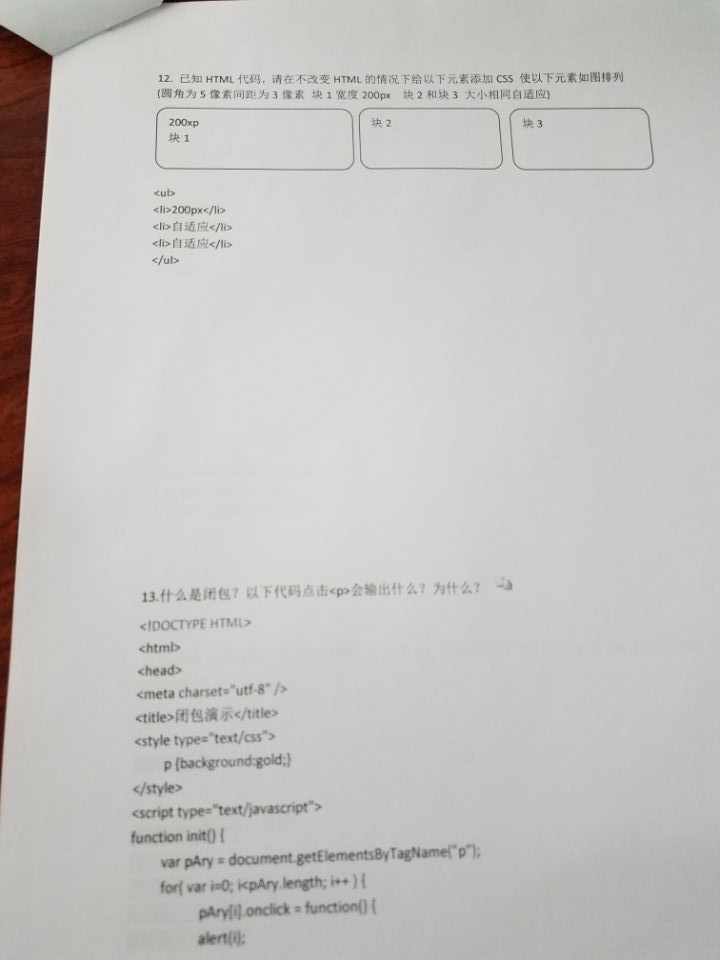 12. 已知 HTML 代码，请在不改变 HTML 的情况下给以下元素添加 CSS 使以下元素如图排列
(圆角为 5 像素间距为 3 像素 块 1 宽度 200px 块 2 和块 3 大小相同自适应)
200xp
块 1
块 2
块 3
<ul>
<li>200px</li>
<li>自适应</li>
<li>自适应</li>
</ul>
13.什么是闭包？以下代码点击<p>会输出什么？为什么？
<!DOCTYPE HTML>
<html>
<head>
<meta charset="utf-8" />
<title>闭包演示</title>
<style type="text/css">
p {background:gold;}
</style>
<script type="text/javascript">
function init() {
var pAry = document.getElementsByTagName("p");
for( var i=0; i<pAry.length; i++ ) {
pAry[i].onclick = function() {
alert(i);